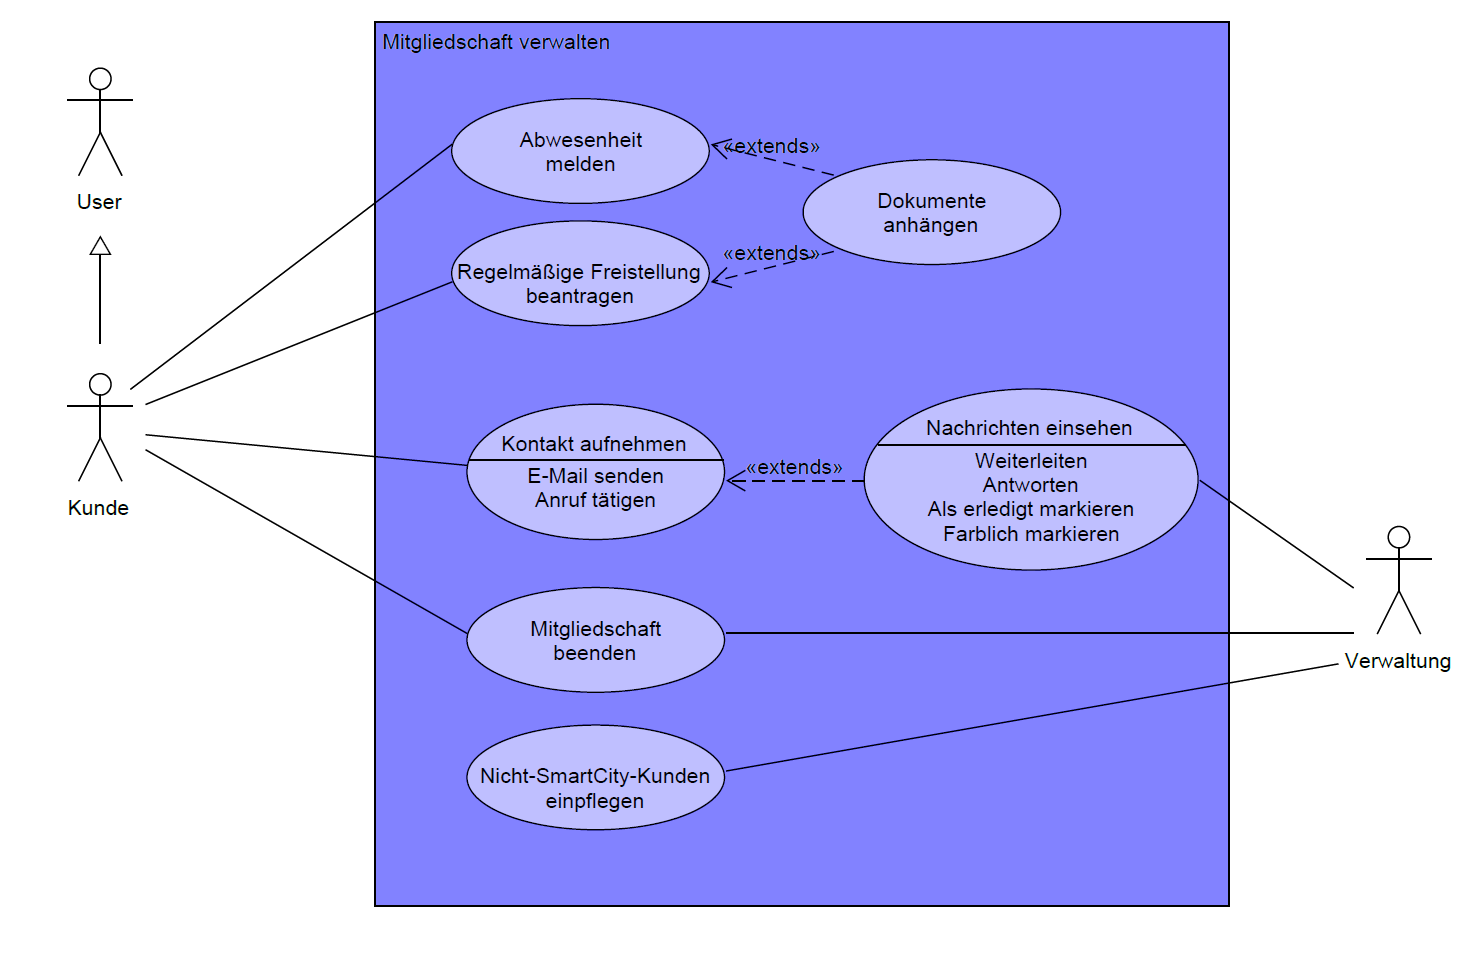 Mitgliedschaft verwalten
User
Abwesenheit
melden
«extends»
Dokumente
anhängen
«extends»
Regelmäßige Freistellung
beantragen
Kunde
Kontakt aufnehmen
E-Mail senden
Anruf tätigen
«extends»
Nachrichten einsehen
Weiterleiten
Antworten
Als erledigt markieren
Farblich markieren
Mitgliedschaft
beenden
Verwaltung
Nicht-SmartCity-Kunden
einpflegen